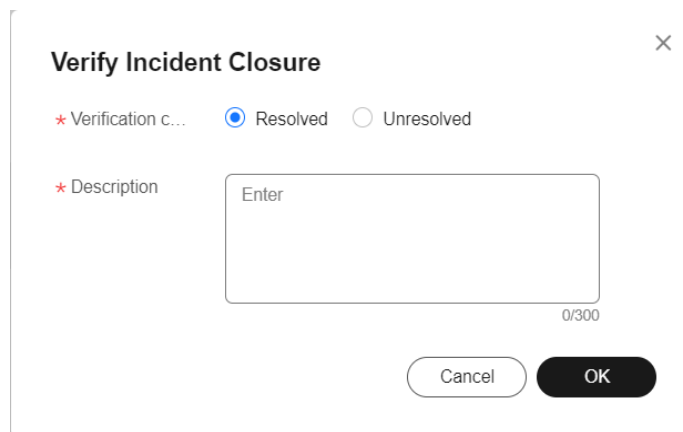 Verify Incident Closure
* Verification c... Resolved Unresolved
* Description
Enter
0/300
Cancel OK